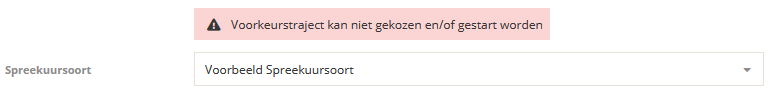 Voorkeurstraject kan niet gekozen en/of gestart worden
Spreekuursoort Voorbeeld Spreekuursoort